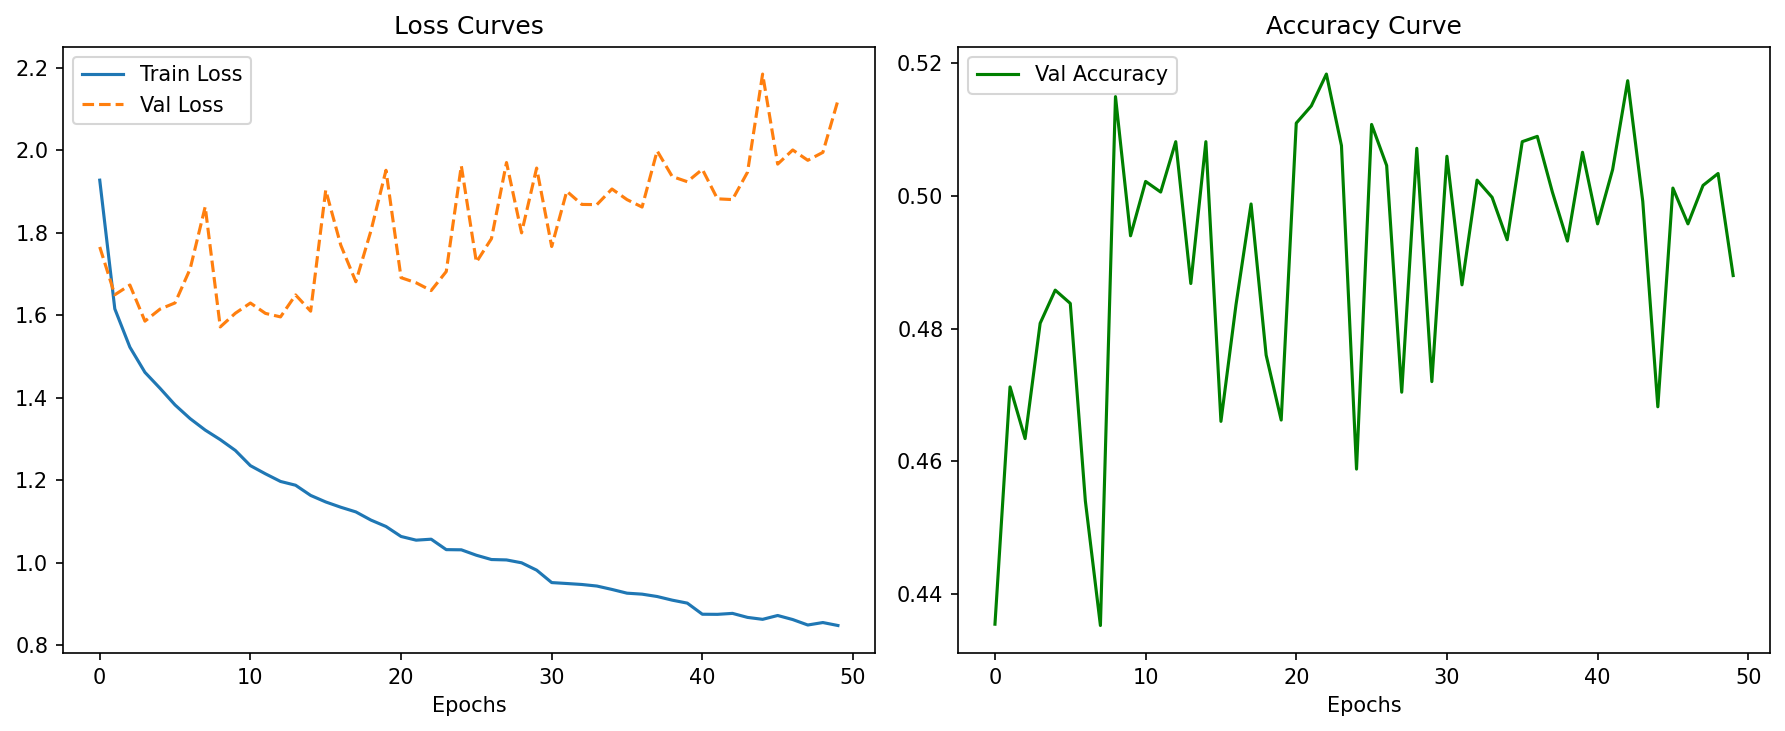 Loss Curves
Train Loss
Val Loss
2.2
2.0
1.8
1.6
1.4
1.2
1.0
0.8
0 10 20 30 40 50
Epochs
Accuracy Curve
Val Accuracy
0.52
0.50
0.48
0.46
0.44
0 10 20 30 40 50
Epochs